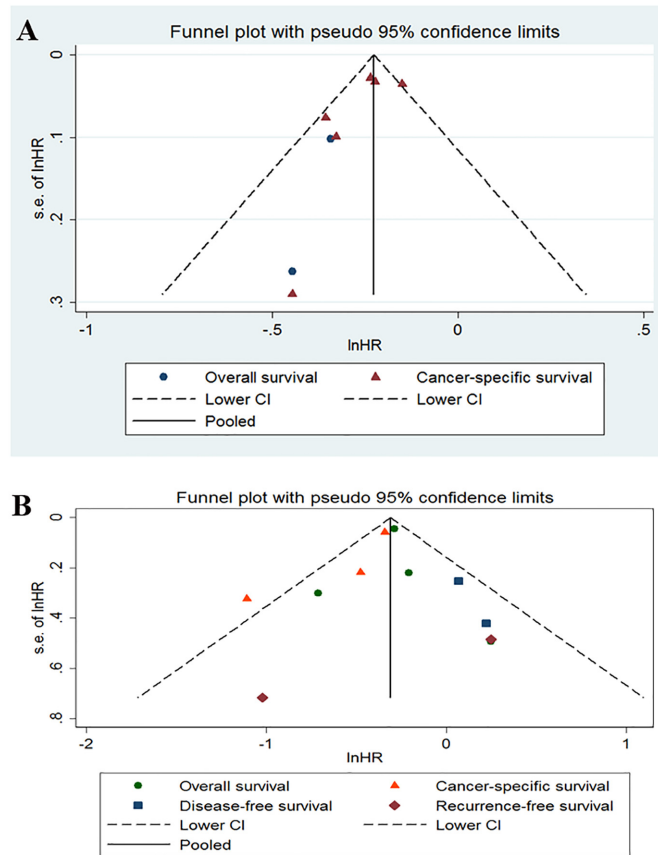 A
Funnel plot with pseudo 95% confidence limits
0
.1
.2
.3
s.e. of lnHR
-1
-.5
0
.5
lnHR
Overall survival
Cancer-specific survival
Lower CI
Lower CI
Pooled
B
Funnel plot with pseudo 95% confidence limits
0
.2
.4
.6
.8
s.e. of lnHR
-2
-1
0
1
lnHR
Overall survival
Cancer-specific survival
Disease-free survival
Recurrence-free survival
Lower CI
Lower CI
Pooled